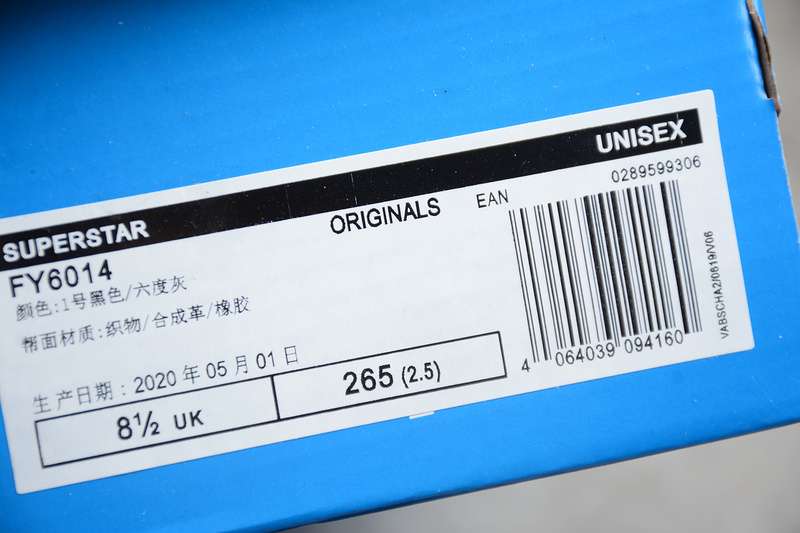 UNISEX
SUPERSTAR
ORIGINALS
EAN
0289599306
FY6014
颜色:1号黑色/六度灰
帮面材质:织物/合成革/橡胶
生产日期: 2020 年 05 月 01 日
8½ UK
265 (2.5)
4 064039 094160
VABSCHA2/0619/V06